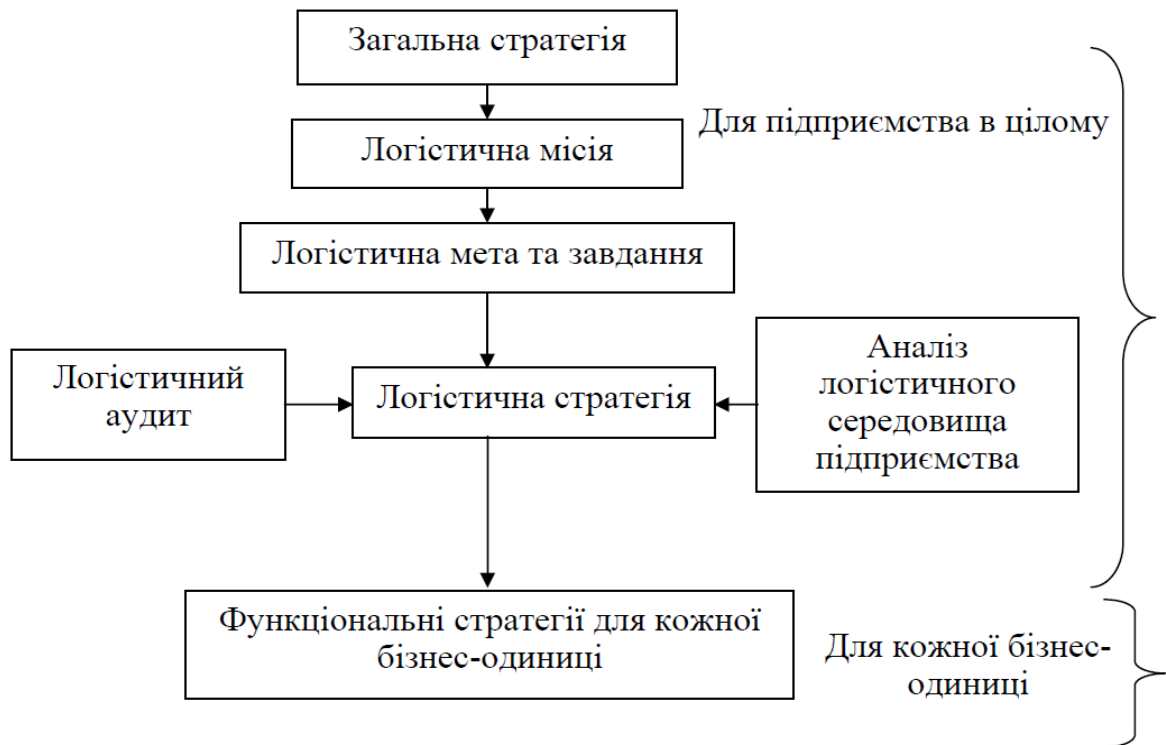 Загальна стратегія
Для підприємства в цілому
Логістична місія
Логістична мета та завдання
Логістичний
аудит
Логістична стратегія
Аналіз
логістичного
середовища
підприємства
Функціональні стратегії для кожної
бізнес-одиниці
Для кожної бізнес-
одиниці